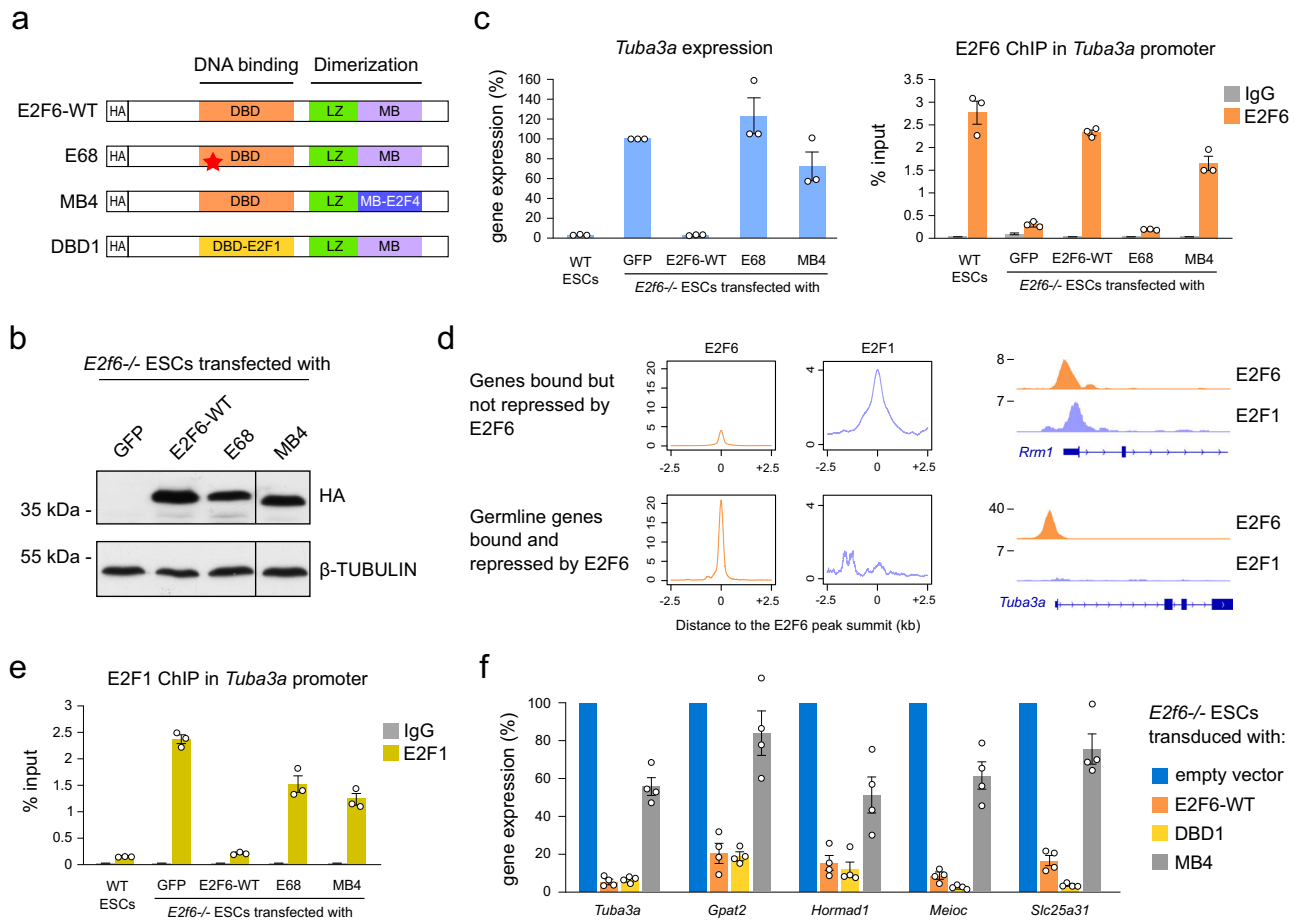 a
DNA binding
Dimerization
E2F6-WT
HA
DBD
LZ
MB
E68
HA
DBD
LZ
MB
MB4
HA
DBD
LZ
MB-E2F4
DBD1
HA
DBD-E2F1
LZ
MB
b
E2f6-/- ESCs transfected with
GFP
E2F6-WT
E68
MB4
35 kDa -
HA
55 kDa -
β-TUBULIN
c
Tuba3a expression
gene expression (%)
160
140
120
100
80
60
40
20
0
WT
ESCs
GFP
E2F6-WT
E68
MB4
E2f6-/- ESCs transfected with
E2F6 ChIP in Tuba3a promoter
IgG
E2F6
% input
3.5
3
2.5
2
1.5
1
0.5
0
WT
ESCs
GFP
E2F6-WT
E68
MB4
E2f6-/- ESCs transfected with
d
E2F6
E2F1
Genes bound but
not repressed by
E2F6
20
15
10
5
0
-2.5
0
+2.5
4
0
-2.5
0
+2.5
8
E2F6
7
E2F1
Rrm1
Germline genes
bound and
repressed by E2F6
20
15
10
5
0
-2.5
0
+2.5
4
0
-2.5
0
+2.5
Distance to the E2F6 peak summit (kb)
40
E2F6
7
E2F1
Tuba3a
e
E2F1 ChIP in Tuba3a promoter
IgG
E2F1
% input
3
2.5
2
1.5
1
0.5
0
WT
ESCs
GFP
E2F6-WT
E68
MB4
E2f6-/- ESCs transfected with
f
gene expression (%)
100
80
60
40
20
0
Tuba3a
Gpat2
Hormad1
Meioc
Slc25a31
E2f6-/- ESCs
transduced with:
empty vector
E2F6-WT
DBD1
MB4